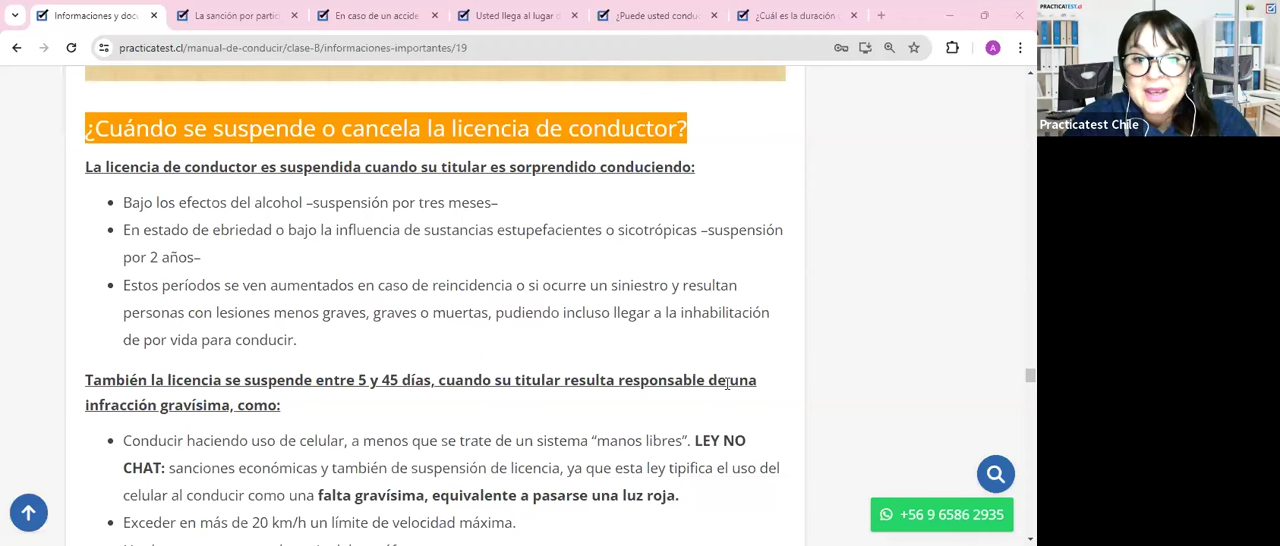 Informaciones y docu
La sanción por partici
En caso de un accide
Usted llega al lugar d
¿Puede usted condu
¿Cuál es la duración
practicatest.cl/manual-de-conducir/clase-B/informaciones-importantes/19
A
PRACTICATEST.cl
Practicatest Chile
¿Cuándo se suspende o cancela la licencia de conductor?
La licencia de conductor es suspendida cuando su titular es sorprendido conduciendo:
Bajo los efectos del alcohol –suspensión por tres meses–
En estado de ebriedad o bajo la influencia de sustancias estupefacientes o sicotrópicas –suspensión
por 2 años–
Estos períodos se ven aumentados en caso de reincidencia o si ocurre un siniestro y resultan
personas con lesiones menos graves, graves o muertas, pudiendo incluso llegar a la inhabilitación
de por vida para conducir.
También la licencia se suspende entre 5 y 45 días, cuando su titular resulta responsable de una
infracción gravísima, como:
Conducir haciendo uso de celular, a menos que se trate de un sistema “manos libres”. LEY NO
CHAT: sanciones económicas y también de suspensión de licencia, ya que esta ley tipifica el uso del
celular al conducir como una falta gravísima, equivalente a pasarse una luz roja.
Exceder en más de 20 km/h un límite de velocidad máxima.
+56 9 6586 2935